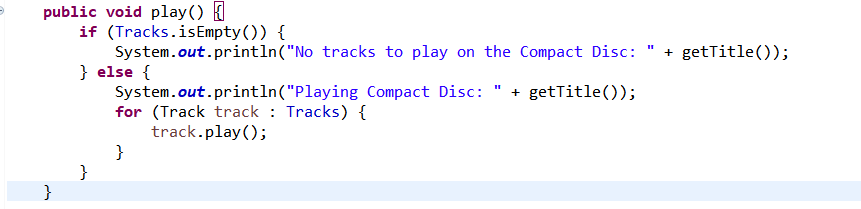 public void play() {
    if (Tracks.isEmpty()) {
        System.out.println("No tracks to play on the Compact Disc: " + getTitle());
    } else {
        System.out.println("Playing Compact Disc: " + getTitle());
        for (Track track : Tracks) {
            track.play();
        }
    }
}